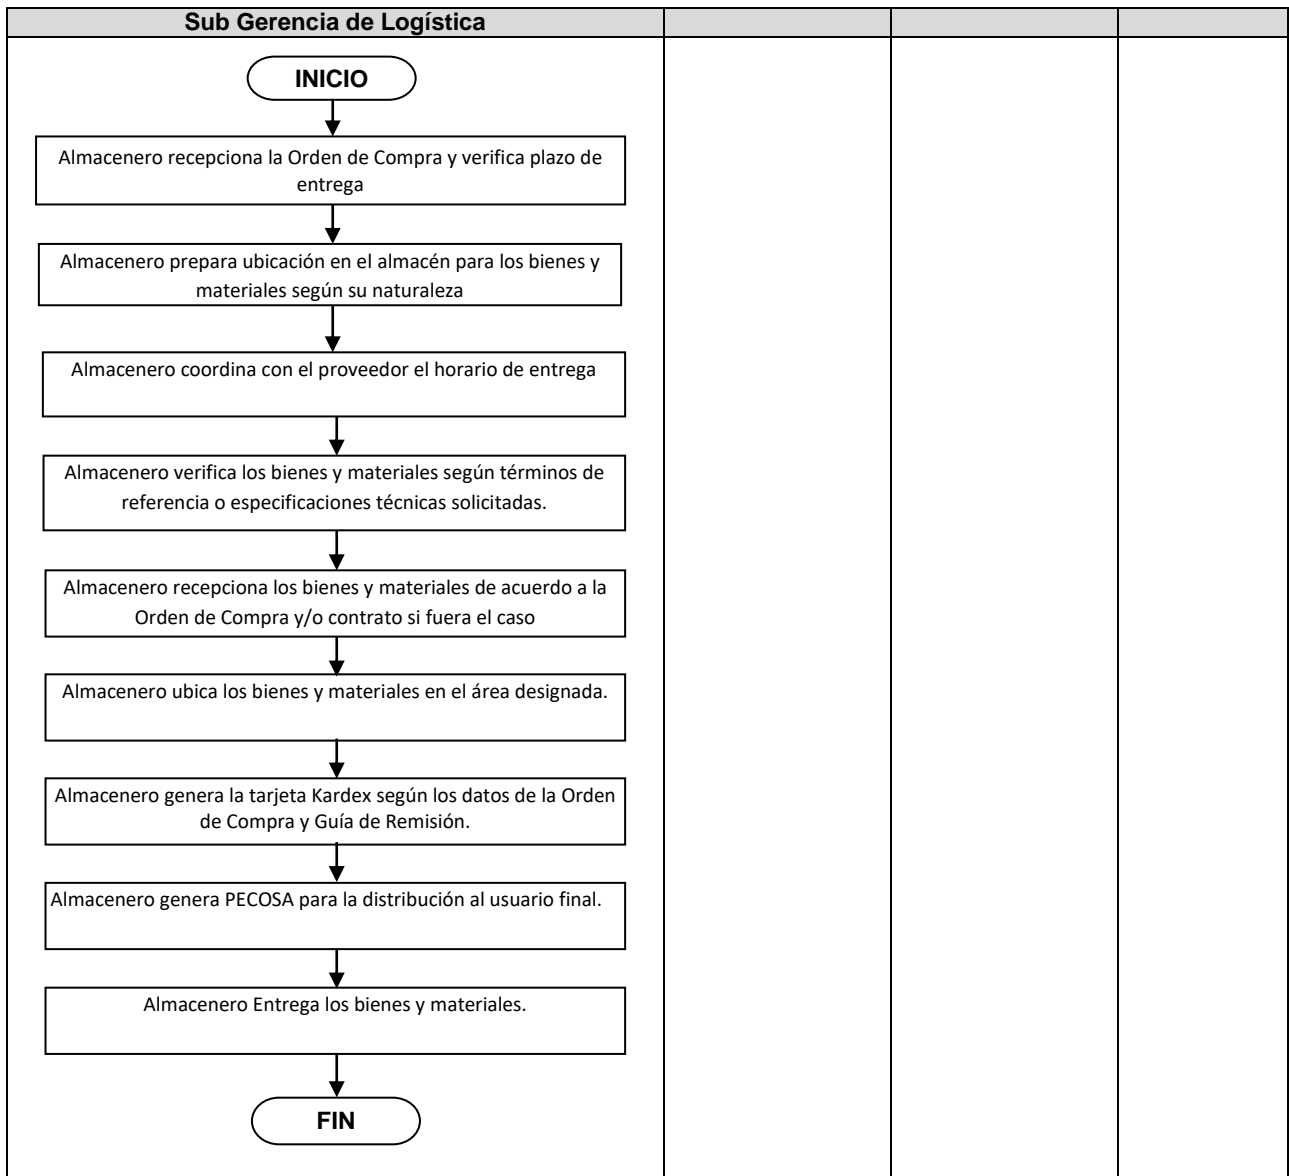 Sub Gerencia de Logística
INICIO
Almacenero recepciona la Orden de Compra y verifica plazo de
entrega
Almacenero prepara ubicación en el almacén para los bienes y
materiales según su naturaleza
Almacenero coordina con el proveedor el horario de entrega
Almacenero verifica los bienes y materiales según términos de
referencia o especificaciones técnicas solicitadas.
Almacenero recepciona los bienes y materiales de acuerdo a la
Orden de Compra y/o contrato si fuera el caso
Almacenero ubica los bienes y materiales en el área designada.
Almacenero genera la tarjeta Kardex según los datos de la Orden
de Compra y Guía de Remisión.
Almacenero genera PECOSA para la distribución al usuario final.
Almacenero Entrega los bienes y materiales.
FIN